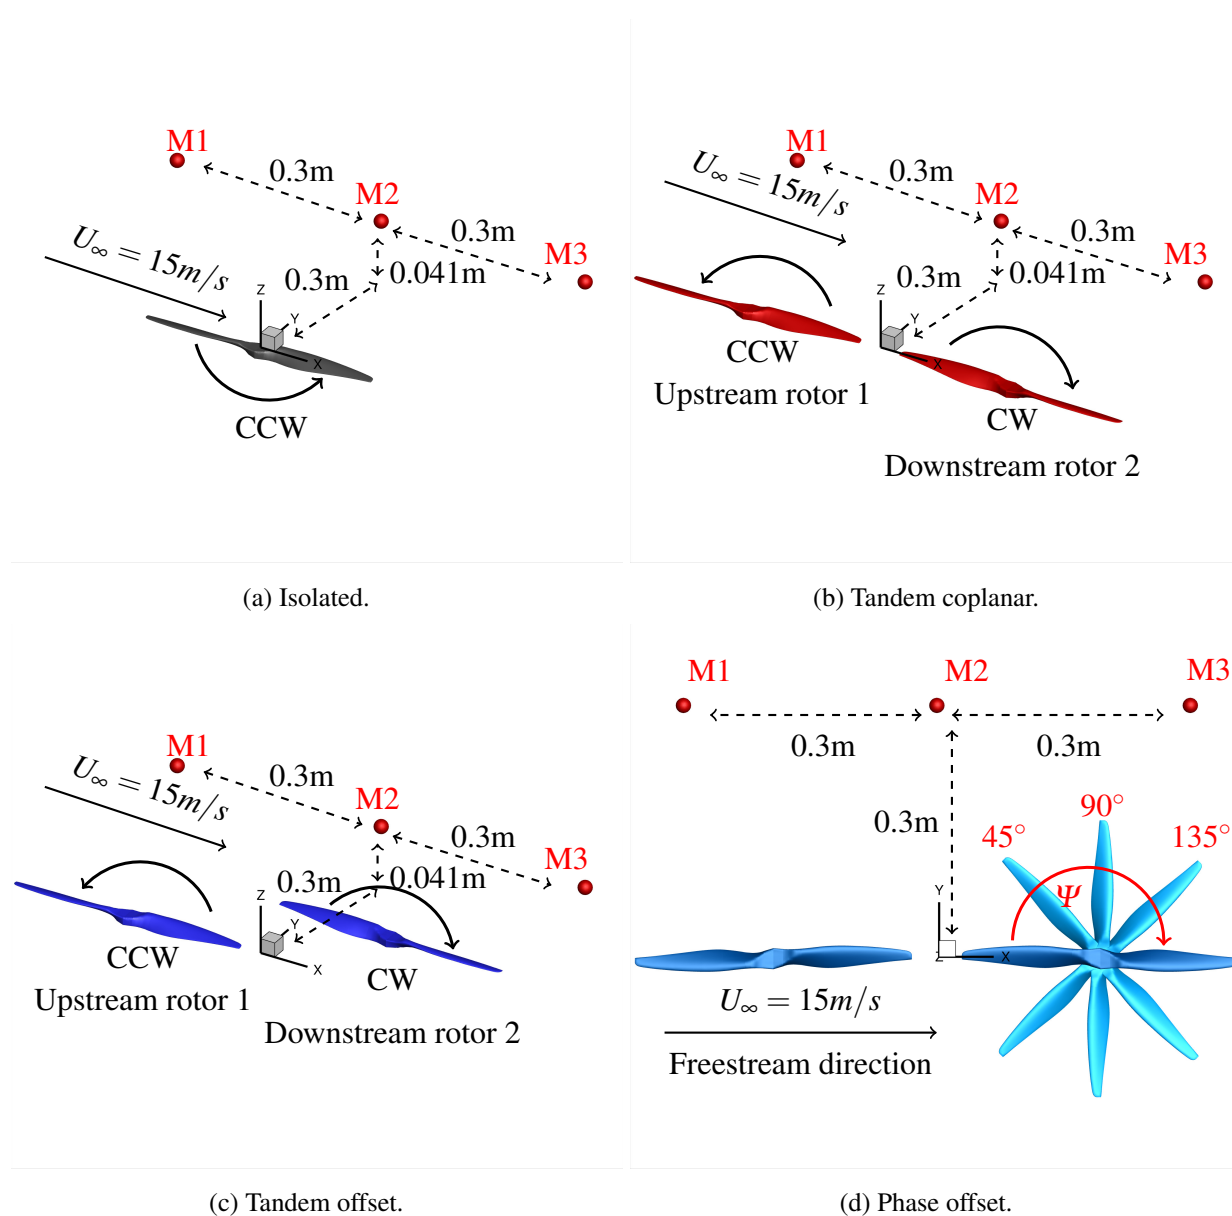 M1
0.3m
M2
U∞ = 15m/s
0.3m
M3
0.3m
0.041m
Z
Y
X
CCW
(a) Isolated.
M1
U∞ = 15m/s
0.3m
M2
0.3m
M3
0.3m
0.041m
Z
Y
X
CCW
Upstream rotor 1
CW
Downstream rotor 2
(b) Tandem coplanar.
M1
U∞ = 15m/s
0.3m
M2
0.3m
M3
0.3m
0.041m
Z
Y
X
CCW
Upstream rotor 1
CW
Downstream rotor 2
(c) Tandem offset.
M1
M2
M3
0.3m
0.3m
0.3m
45°
90°
135°
Ψ
Y
Z
X
U∞ = 15m/s
Freestream direction
(d) Phase offset.